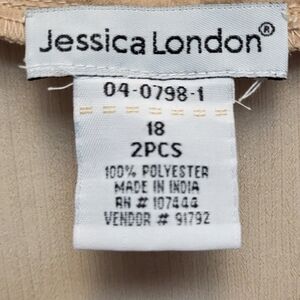 Jessica London®
04-0798-1
18
2PCS
100% POLYESTER
MADE IN INDIA
RN # 107444
VENDOR # 91792